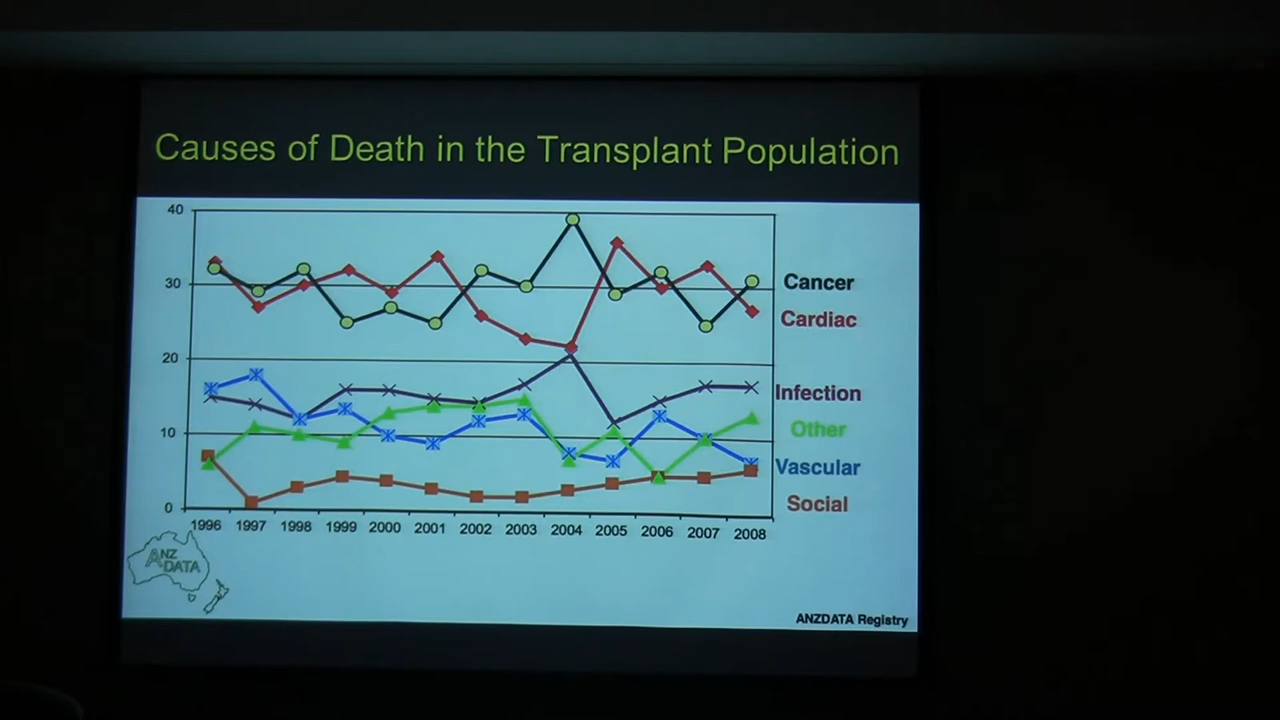 Causes of Death in the Transplant Population
40
30
20
10
0
Cancer
Cardiac
Infection
Other
Vascular
Social
1996 1997 1998 1999 2000 2001 2002 2003 2004 2005 2006 2007 2008
ANZ
DATA
ANZDATA Registry